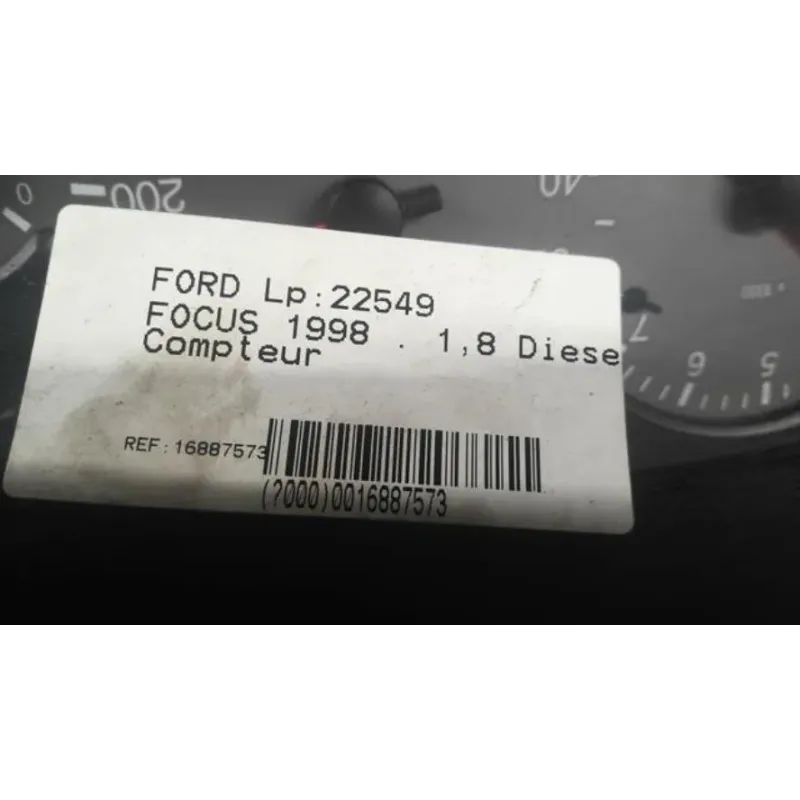 FORD Lp:22549
FOCUS 1998 . 1,8 Diese
Compteur
REF:16887573
(?000)0016887573
0
200
40
7
6
5